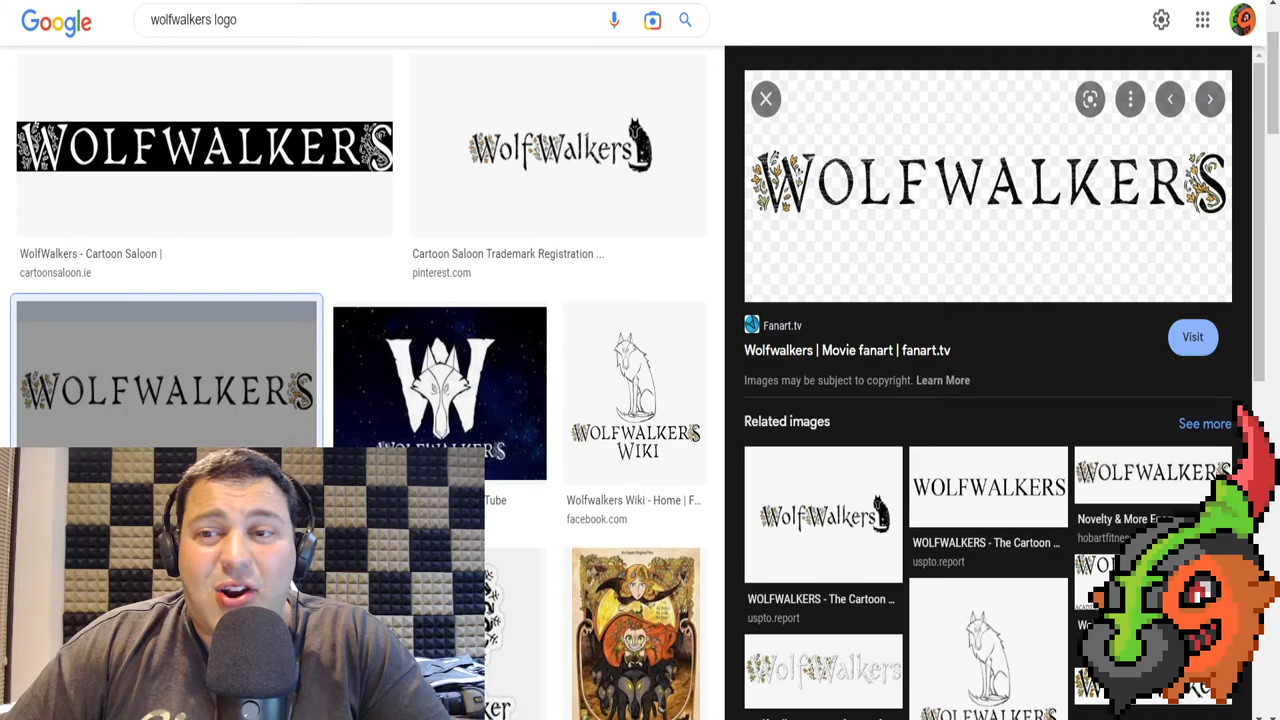 Google
wolfwalkers logo
WOLFWALKERS
WolfWalkers
WolfWalkers - Cartoon Saloon |
cartoonsaloon.ie
Cartoon Saloon Trademark Registration ...
pinterest.com
WOLFWALKERS
W
WOLFWALKERS
WOLFWALKERS
WIKI
Tube
Wolfwalkers Wiki - Home | F...
facebook.com
WOLFWALKERS
Fanart.tv
Visit
Wolfwalkers | Movie fanart | fanart.tv
Images may be subject to copyright. Learn More
Related images
See more
WolfWalkers
WOLFWALKERS
WOLFWALKERS
WOLFWALKERS - The Cartoon ...
uspto.report
Novelty & More
hobartfitne
WOLFWALKERS - The Cartoon ...
uspto.report
WolfWalkers
WOLFWALKERS